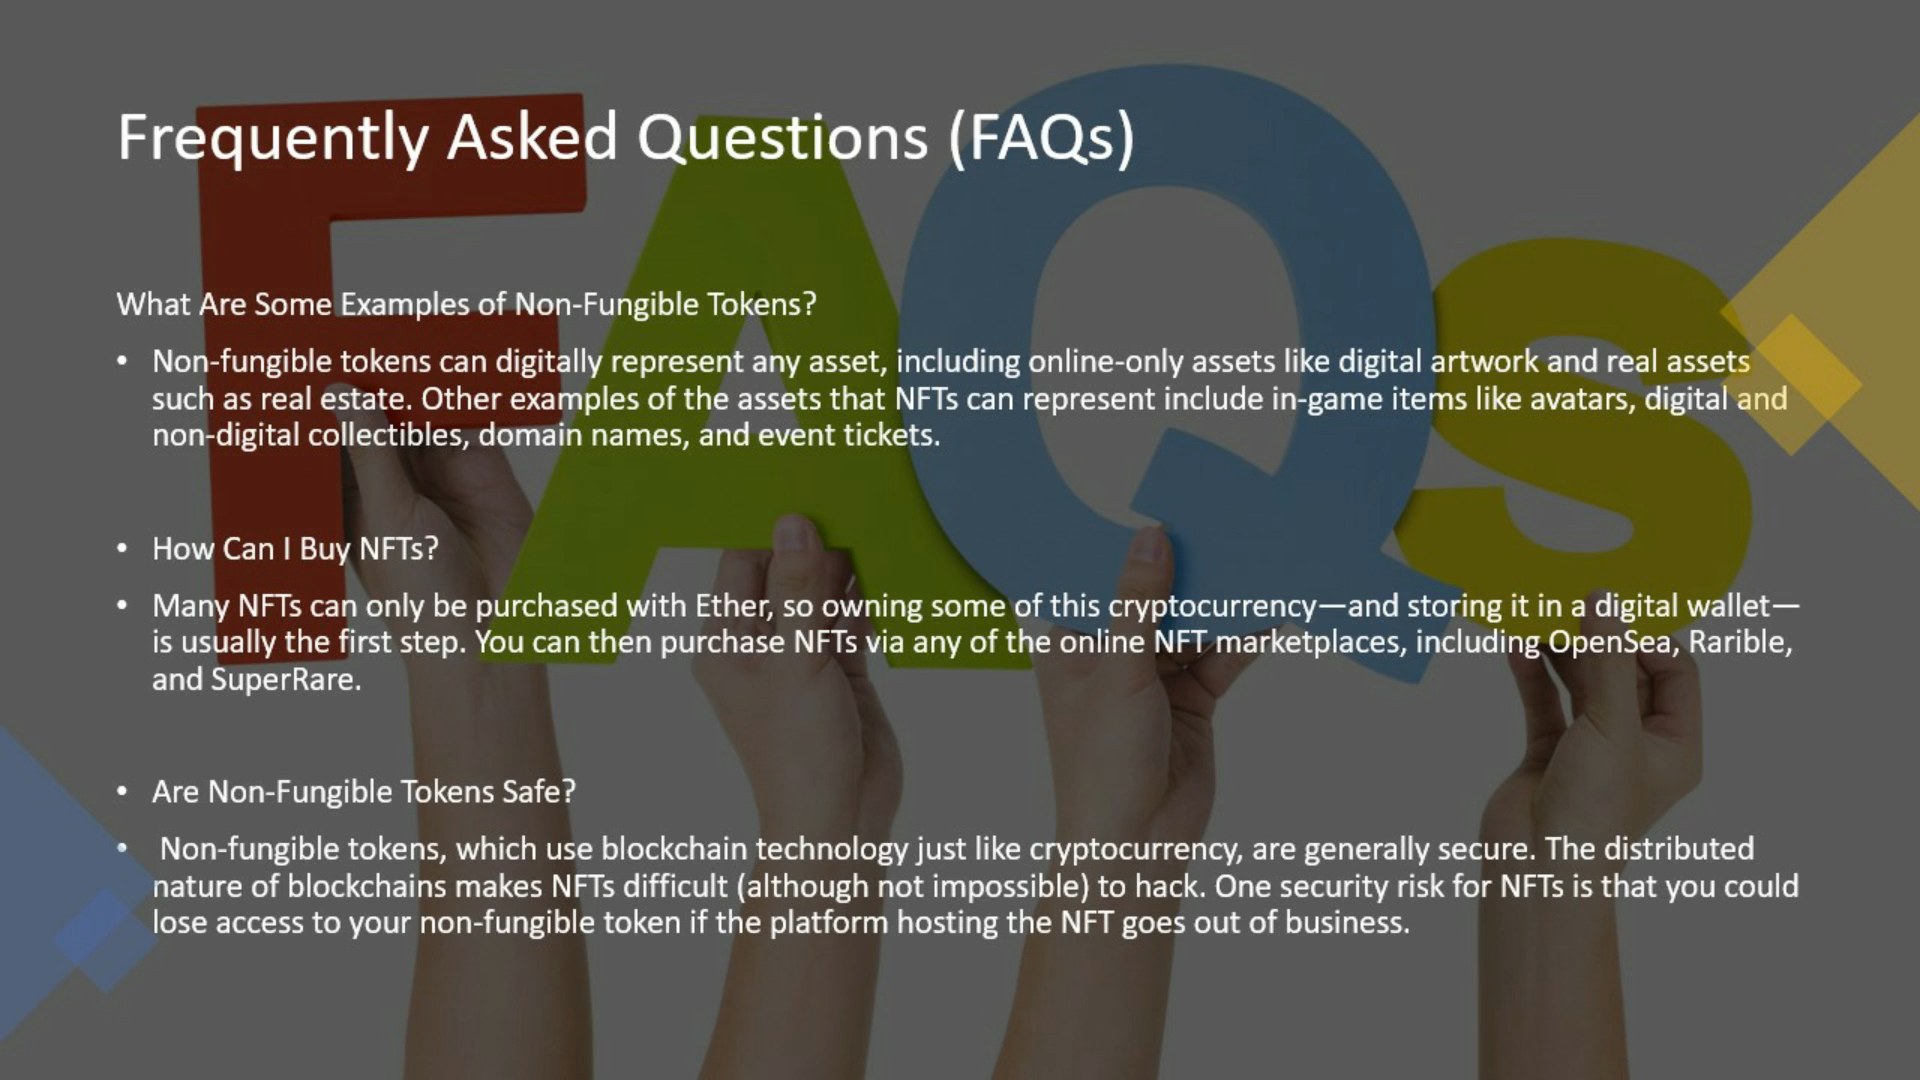 Frequently Asked Questions (FAQs)
What Are Some Examples of Non-Fungible Tokens?
• Non-fungible tokens can digitally represent any asset, including online-only assets like digital artwork and real assets
such as real estate. Other examples of the assets that NFTs can represent include in-game items like avatars, digital and
non-digital collectibles, domain names, and event tickets.
• How Can I Buy NFTs?
• Many NFTs can only be purchased with Ether, so owning some of this cryptocurrency—and storing it in a digital wallet—
is usually the first step. You can then purchase NFTs via any of the online NFT marketplaces, including OpenSea, Rarible,
and SuperRare.
• Are Non-Fungible Tokens Safe?
• Non-fungible tokens, which use blockchain technology just like cryptocurrency, are generally secure. The distributed
nature of blockchains makes NFTs difficult (although not impossible) to hack. One security risk for NFTs is that you could
lose access to your non-fungible token if the platform hosting the NFT goes out of business.
FAQs